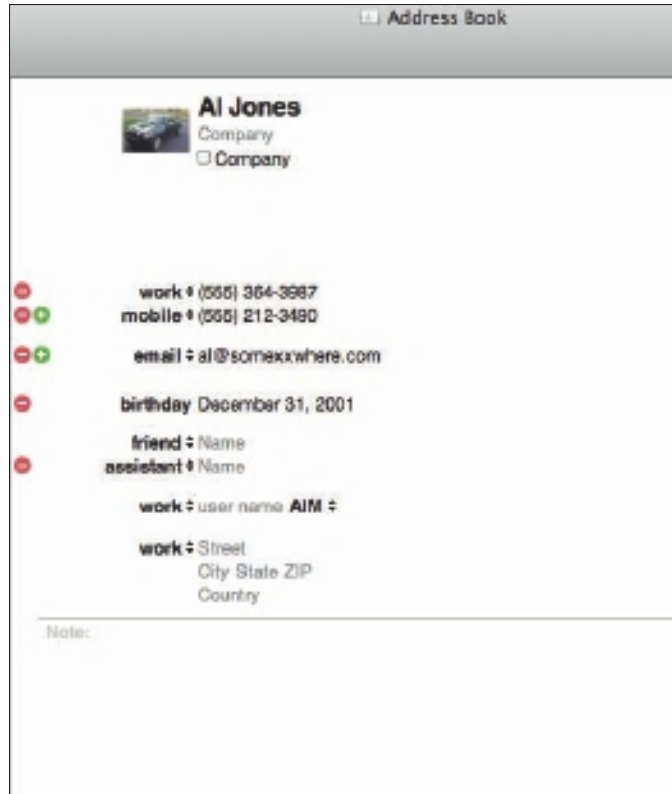 Address Book
Al Jones
Company
Company
work (555) 364-3987
mobile (555) 212-3490
email al@somexxwhere.com
birthday December 31, 2001
friend Name
assistant Name
work user name AIM
work Street
City State ZIP
Country
Note: